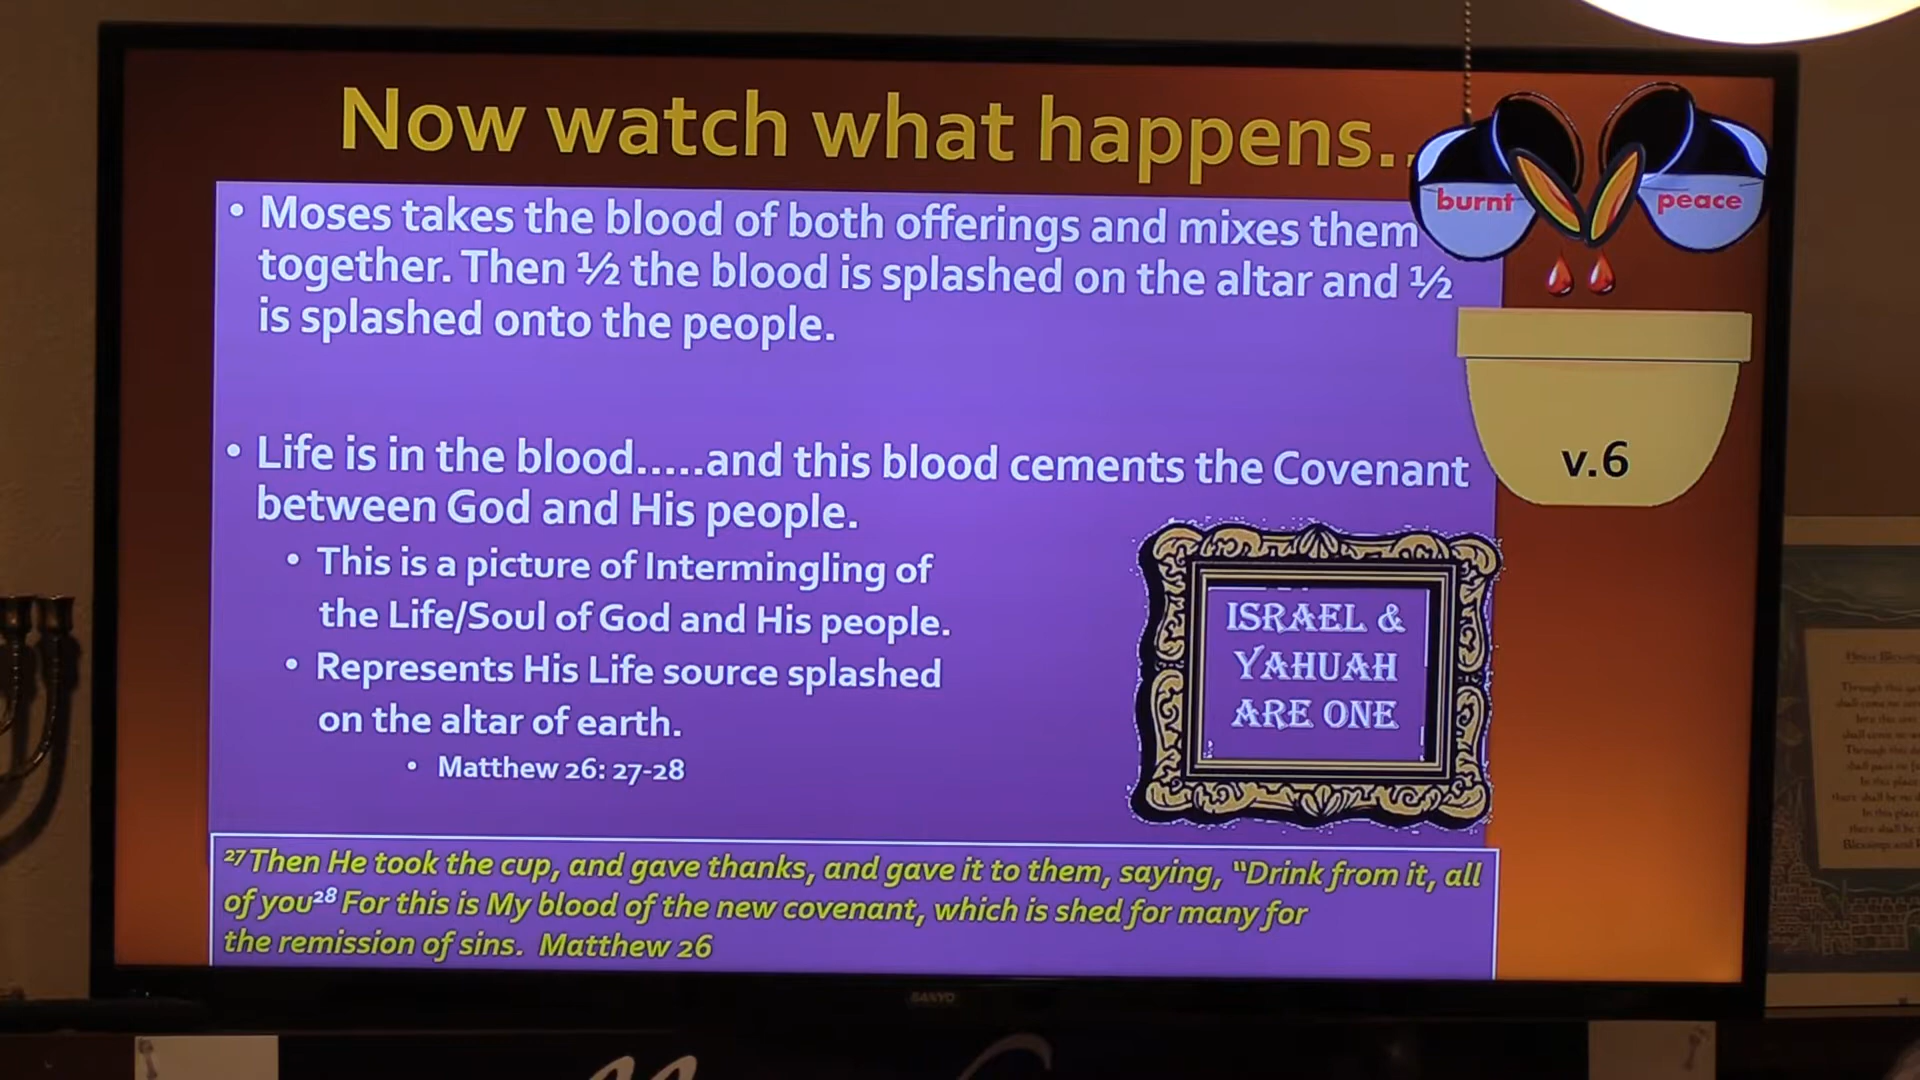 Now watch what happens..
burnt
peace
• Moses takes the blood of both offerings and mixes them
together. Then ½ the blood is splashed on the altar and ½
is splashed onto the people.
v.6
• Life is in the blood.....and this blood cements the Covenant
between God and His people.
• This is a picture of Intermingling of
the Life/Soul of God and His people.
• Represents His Life source splashed
on the altar of earth.
• Matthew 26: 27-28
ISRAEL &
YAHUAH
ARE ONE
27 Then He took the cup, and gave thanks, and gave it to them, saying, "Drink from it, all
of you 28 For this is My blood of the new covenant, which is shed for many for
the remission of sins. Matthew 26
SANYO